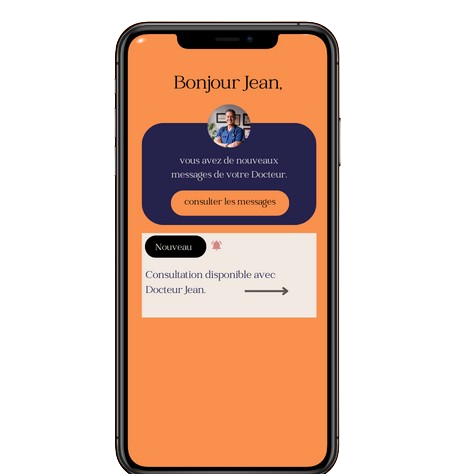 Bonjour Jean,
vous avez de nouveaux
messages de votre Docteur.
consulter les messages
Nouveau
Consultation disponible avec
Docteur Jean.